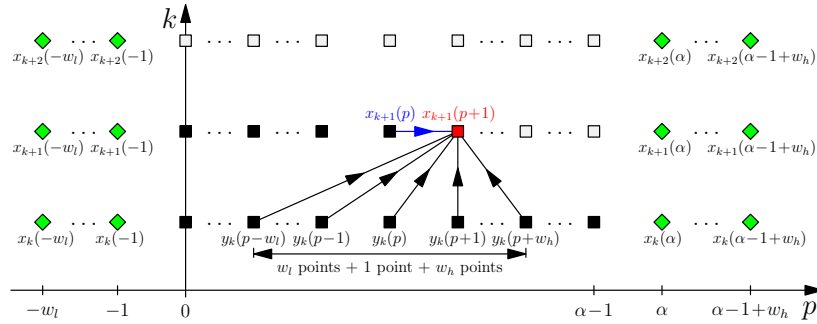 k
x_{k+2}(−w_l) x_{k+2}(−1) x_{k+2}(α) x_{k+2}(α−1+w_h)
x_{k+1}(p) x_{k+1}(p+1)
x_{k+1}(−w_l) x_{k+1}(−1) x_{k+1}(α) x_{k+1}(α−1+w_h)
x_k(−w_l) x_k(−1) y_k(p−w_l) y_k(p−1) y_k(p) y_k(p+1) y_k(p+w_h) x_k(α) x_k(α−1+w_h)
w_l points + 1 point + w_h points
−w_l −1 0 α−1 α α−1+w_h p